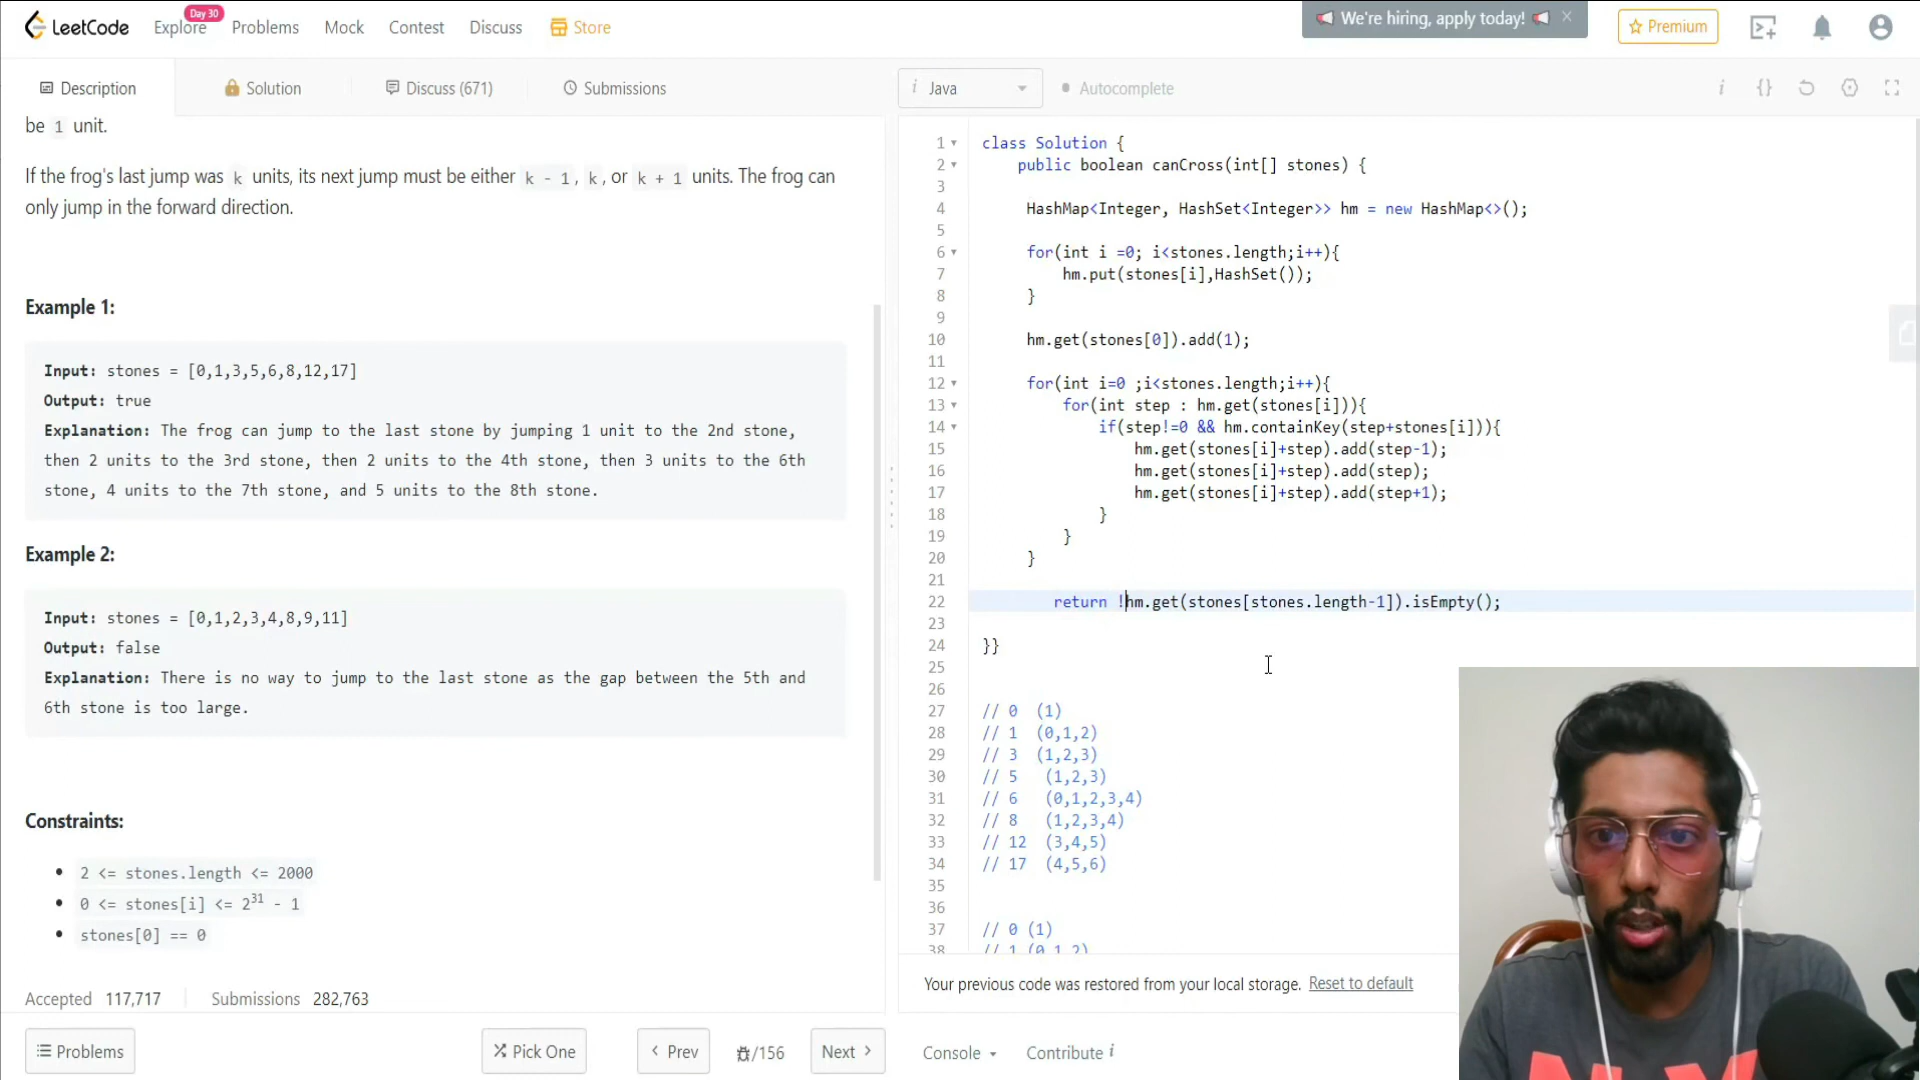 LeetCode
Explore
Day 30
Problems
Mock
Contest
Discuss
Store
We're hiring, apply today!
Premium
Description
Solution
Discuss (671)
Submissions
be 1 unit.
If the frog's last jump was k units, its next jump must be either k - 1, k, or k + 1 units. The frog can
only jump in the forward direction.
Example 1:
Input: stones = [0,1,3,5,6,8,12,17]
Output: true
Explanation: The frog can jump to the last stone by jumping 1 unit to the 2nd stone,
then 2 units to the 3rd stone, then 2 units to the 4th stone, then 3 units to the 6th
stone, 4 units to the 7th stone, and 5 units to the 8th stone.
Example 2:
Input: stones = [0,1,2,3,4,8,9,11]
Output: false
Explanation: There is no way to jump to the last stone as the gap between the 5th and
6th stone is too large.
Constraints:
2 <= stones.length <= 2000
0 <= stones[i] <= 2^31 - 1
stones[0] == 0
Accepted 117,717
Submissions 282,763
Problems
Pick One
< Prev
/156
Next >
i Java
Autocomplete
i {}
1 class Solution {
2 public boolean canCross(int[] stones) {
3
4 HashMap<Integer, HashSet<Integer>> hm = new HashMap<>();
5
6 for(int i =0; i<stones.length;i++){
7 hm.put(stones[i],HashSet());
8 }
9
10 hm.get(stones[0]).add(1);
11
12 for(int i=0 ;i<stones.length;i++){
13 for(int step : hm.get(stones[i])){
14 if(step!=0 && hm.containKey(step+stones[i])){
15 hm.get(stones[i]+step).add(step-1);
16 hm.get(stones[i]+step).add(step);
17 hm.get(stones[i]+step).add(step+1);
18 }
19 }
20 }
21
22 return !hm.get(stones[stones.length-1]).isEmpty();
23
24 }}
25
26
27 // 0 (1)
28 // 1 (0,1,2)
29 // 3 (1,2,3)
30 // 5 (1,2,3)
31 // 6 (0,1,2,3,4)
32 // 8 (1,2,3,4)
33 // 12 (3,4,5)
34 // 17 (4,5,6)
35
36
37 // 0 (1)
38 // 1 (0,1,2)
Your previous code was restored from your local storage. Reset to default
Console
Contribute i